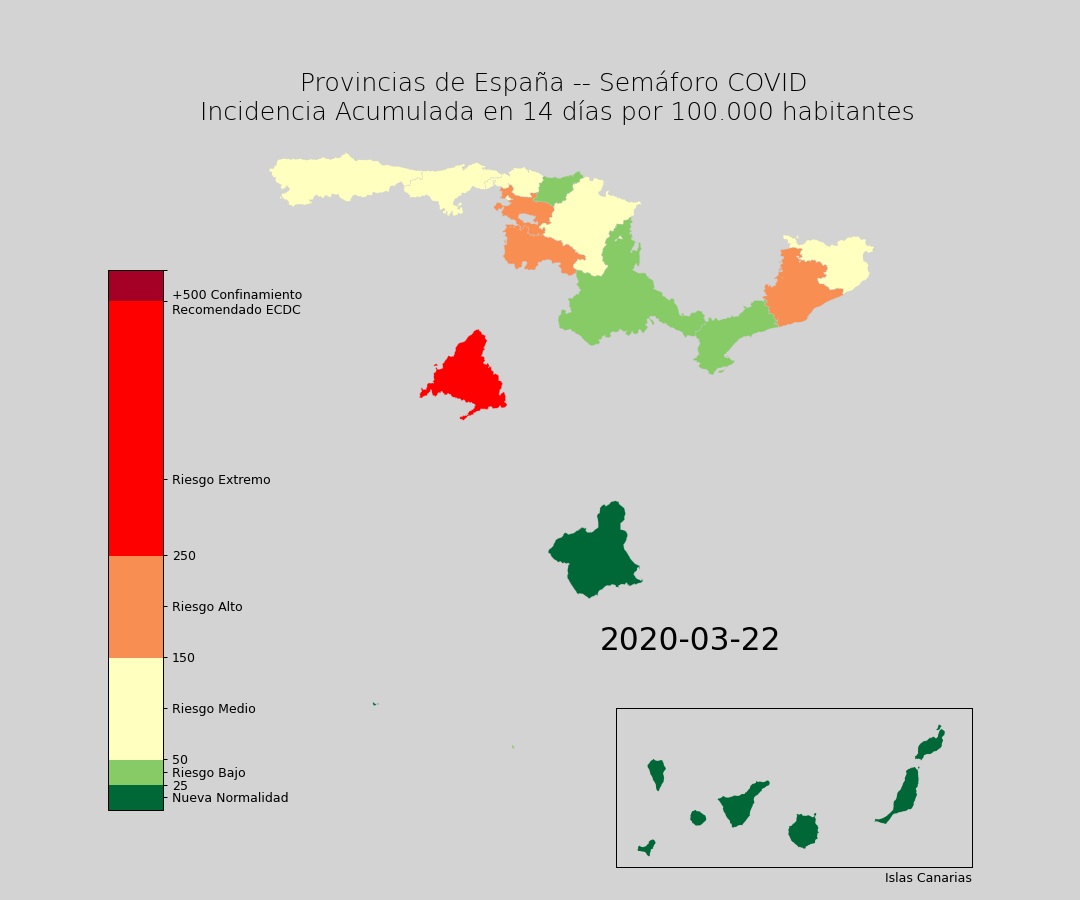 Provincias de España -- Semáforo COVID
Incidencia Acumulada en 14 días por 100.000 habitantes
+500 Confinamiento
Recomendado ECDC
Riesgo Extremo
250
Riesgo Alto
150
Riesgo Medio
50
Riesgo Bajo
25
Nueva Normalidad
2020-03-22
Islas Canarias